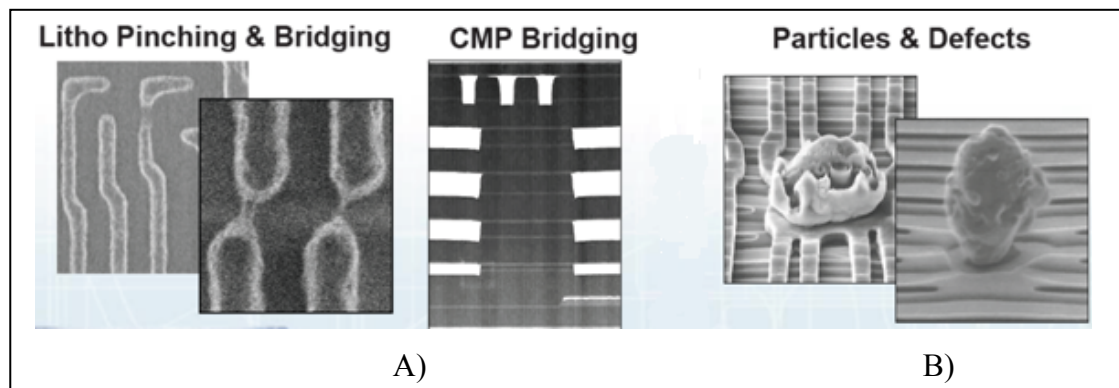 Litho Pinching & Bridging
CMP Bridging
Particles & Defects
A)
B)